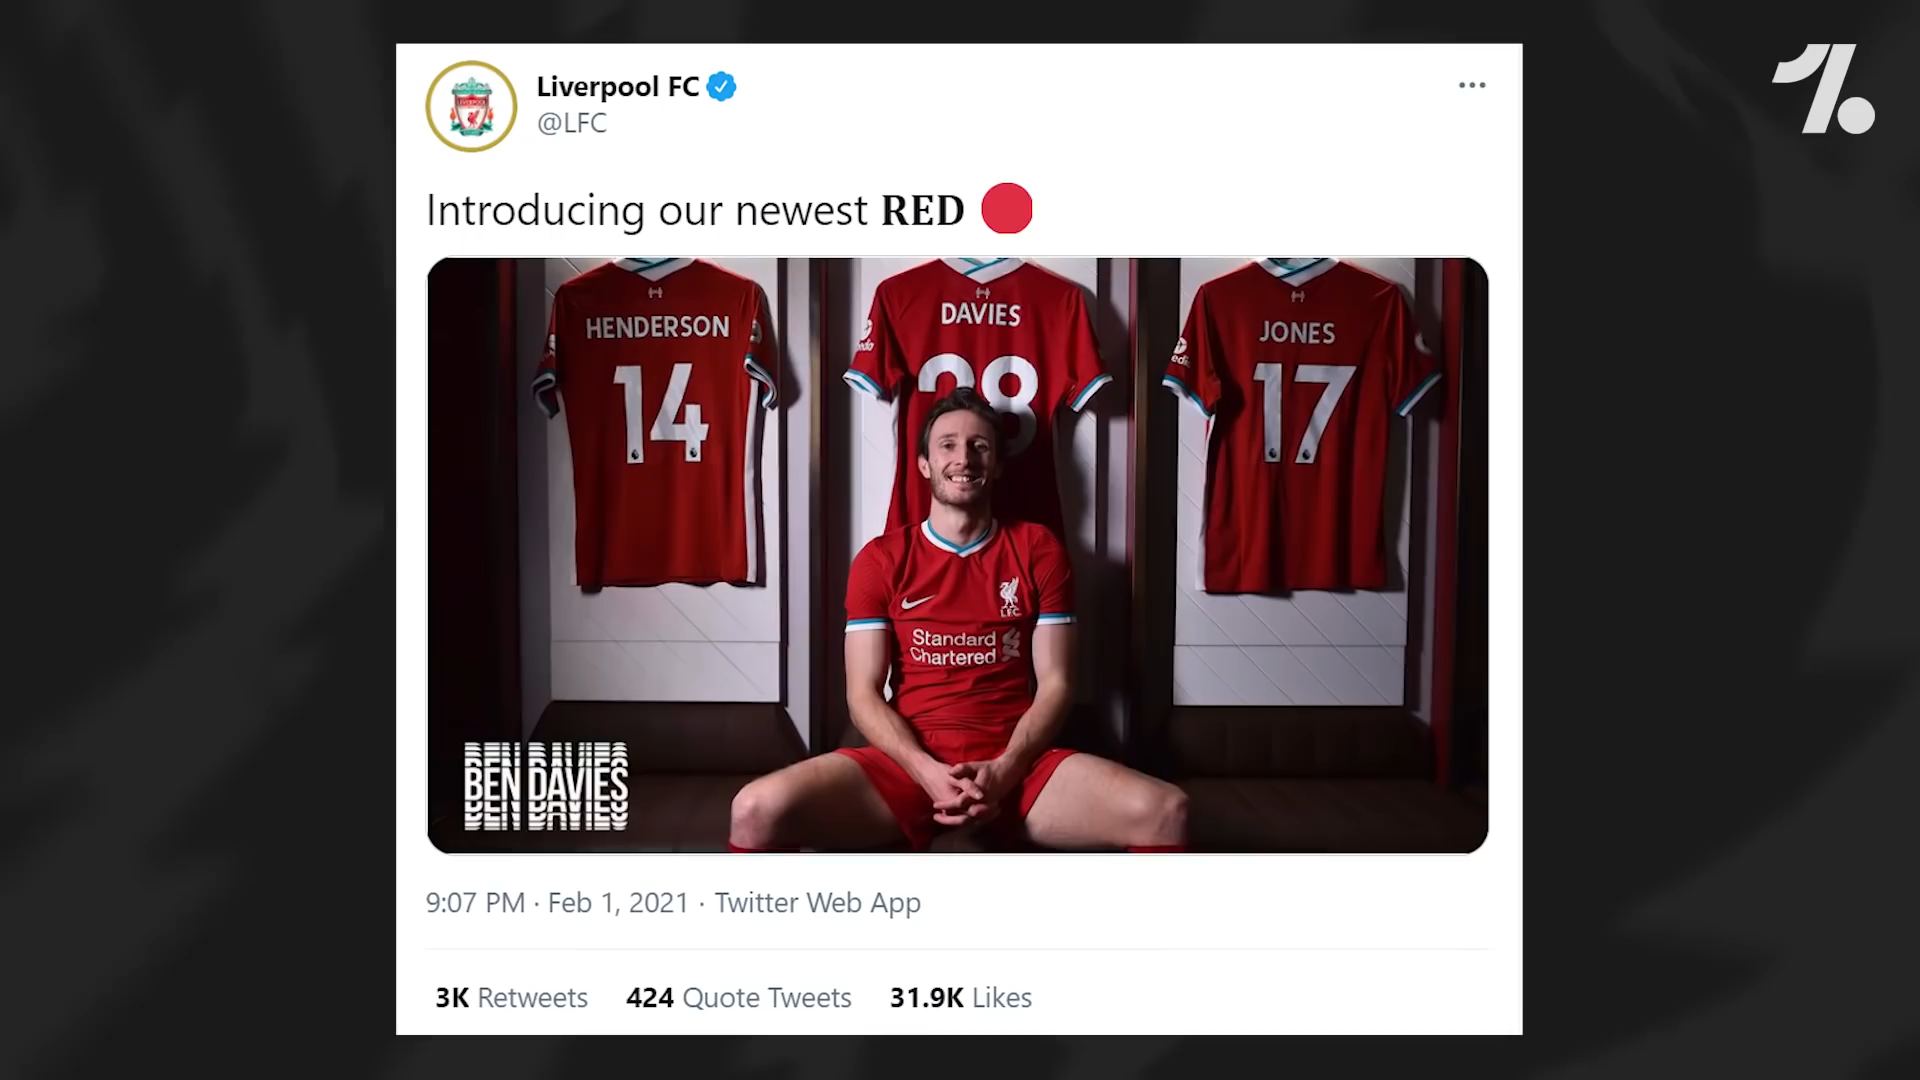 Liverpool FC
@LFC
Introducing our newest RED
HENDERSON
14
DAVIES
28
JONES
17
LFC
Standard
Chartered
BEN DAVIES
9:07 PM · Feb 1, 2021 · Twitter Web App
3K Retweets 424 Quote Tweets 31.9K Likes